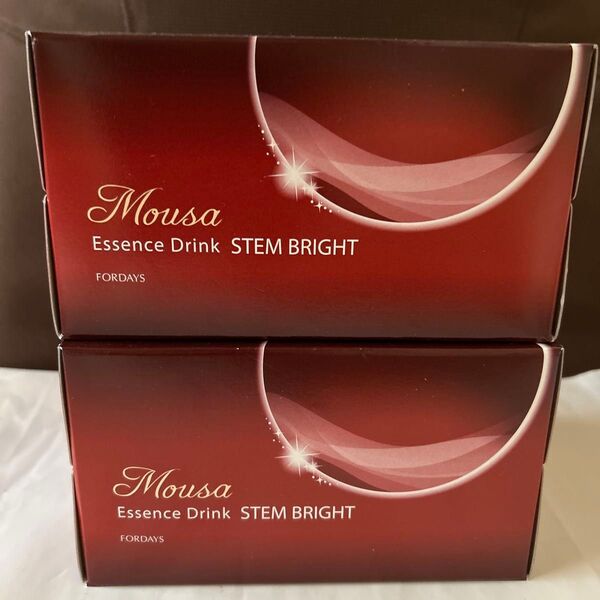 Mousa
Essence Drink STEM BRIGHT
FORDAYS
Mousa
Essence Drink STEM BRIGHT
FORDAYS